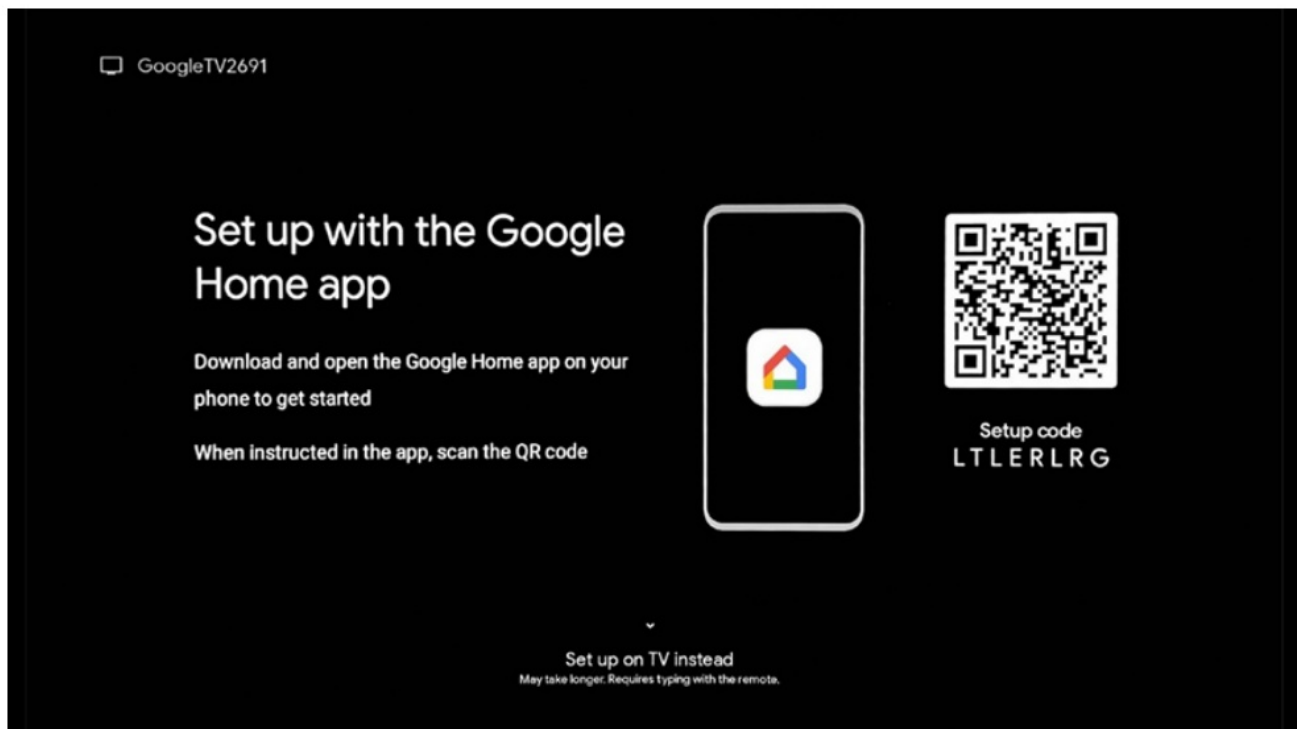 GoogleTV2691
Set up with the Google
Home app
Download and open the Google Home app on your
phone to get started
When instructed in the app, scan the QR code
Setup code
LTLERLRG
Set up on TV instead
May take longer. Requires typing with the remote.